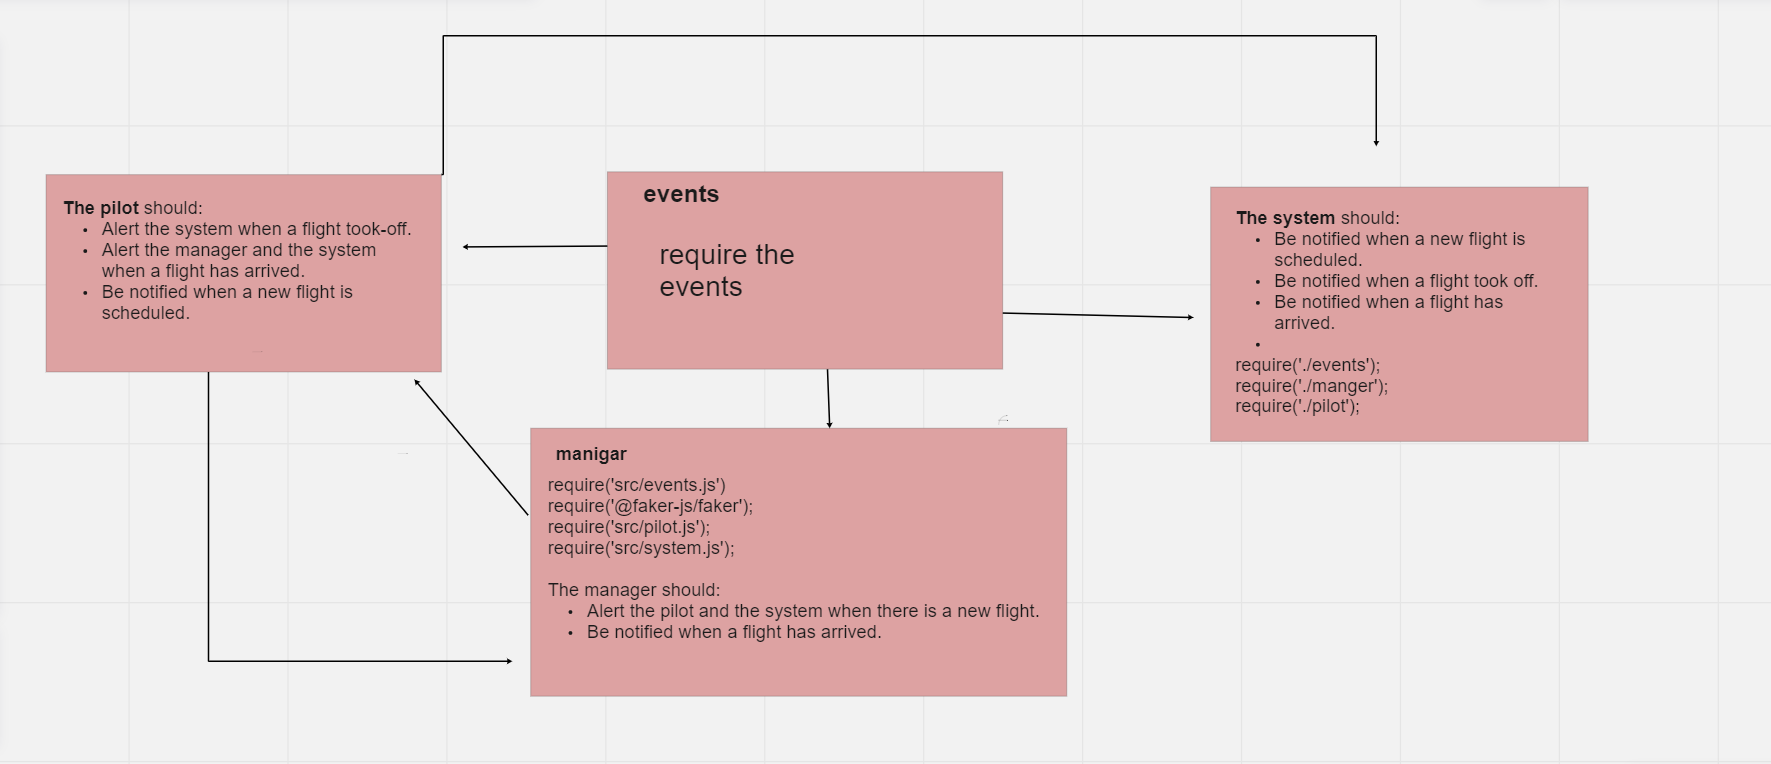 The pilot should:
• Alert the system when a flight took-off.
• Alert the manager and the system
when a flight has arrived.
• Be notified when a new flight is
scheduled.
events
require the
events
The system should:
• Be notified when a new flight is
scheduled.
• Be notified when a flight took off.
• Be notified when a flight has
arrived.
•
require('./events');
require('./manger');
require('./pilot');
manigar
require('src/events.js')
require('@faker-js/faker');
require('src/pilot.js');
require('src/system.js');
The manager should:
• Alert the pilot and the system when there is a new flight.
• Be notified when a flight has arrived.